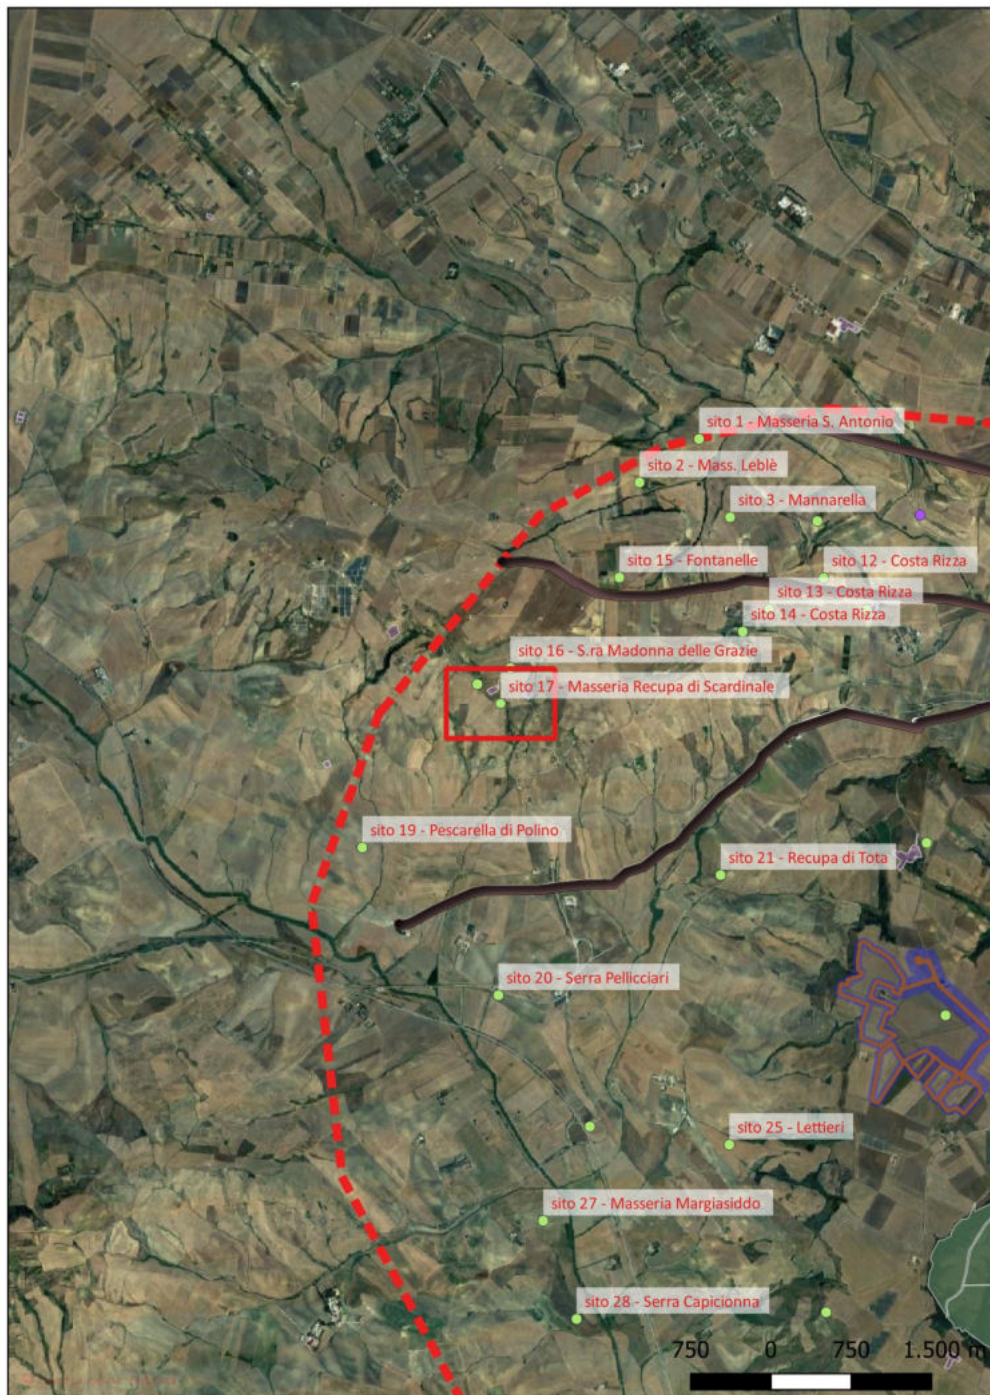 sito 1 - Masseria S. Antonio
sito 2 - Mass. Leblè
sito 3 - Mannarella
sito 15 - Fontanelle
sito 12 - Costa Rizza
sito 13 - Costa Rizza
sito 14 - Costa Rizza
sito 16 - S.ra Madonna delle Grazie
sito 17 - Masseria Recupa di Scardinale
sito 19 - Pescarella di Polino
sito 21 - Recupa di Tota
sito 20 - Serra Pellicciari
sito 25 - Lettieri
sito 27 - Masseria Margiasiddo
sito 28 - Serra Capicionna
750 0 750 1.500 m